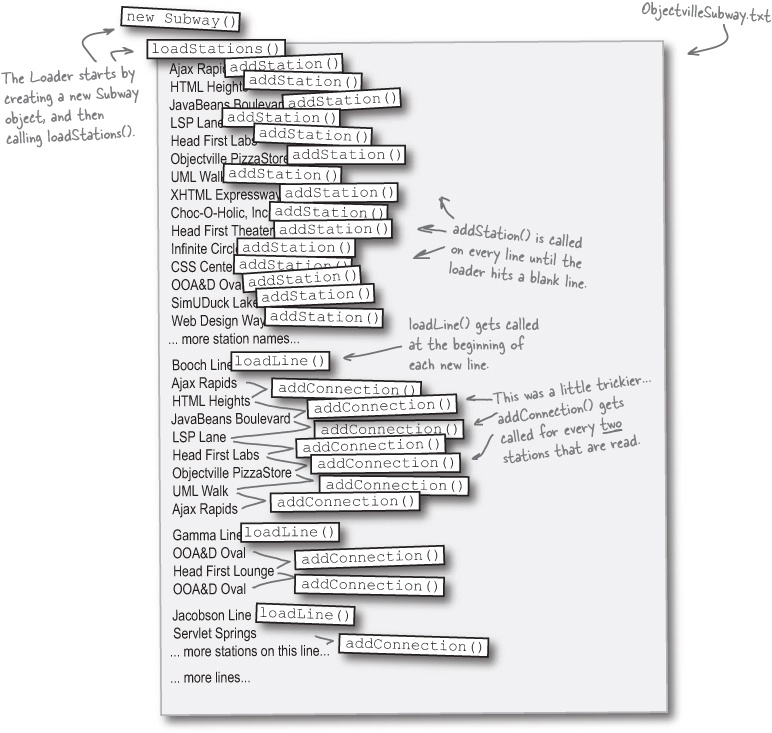 new Subway()
ObjectvilleSubway.txt
loadStations()
The Loader starts by
creating a new Subway
object, and then
calling loadStations().
Ajax Rapi addStation()
HTML Height addStation()
JavaBeans Boulevar addStation()
LSP Lane addStation()
Head First Labs addStation()
Objectville PizzaStore addStation()
UML Walk addStation()
XHTML Expressway addStation()
Choc-O-Holic, Inc addStation()
Head First Theater addStation()
Infinite Circl addStation()
CSS Cente addStation()
OOA&D Oval addStation()
SimUDuck Lake addStation()
Web Design Way addStation()
... more station names...
addStation() is called
on every line until the
loader hits a blank line.
loadLine() gets called
at the beginning of
each new line.
Booch Line loadLine()
Ajax Rapids
addConnection()
HTML Heights
addConnection()
JavaBeans Boulevard
addConnection()
LSP Lane
addConnection()
Head First Labs
addConnection()
Objectville PizzaStore
addConnection()
UML Walk
addConnection()
Ajax Rapids
This was a little trickier...
addConnection() gets
called for every two
stations that are read.
Gamma Line loadLine()
OOA&D Oval
addConnection()
Head First Lounge
addConnection()
OOA&D Oval
Jacobson Line loadLine()
Servlet Springs
addConnection()
... more stations on this line...
... more lines...